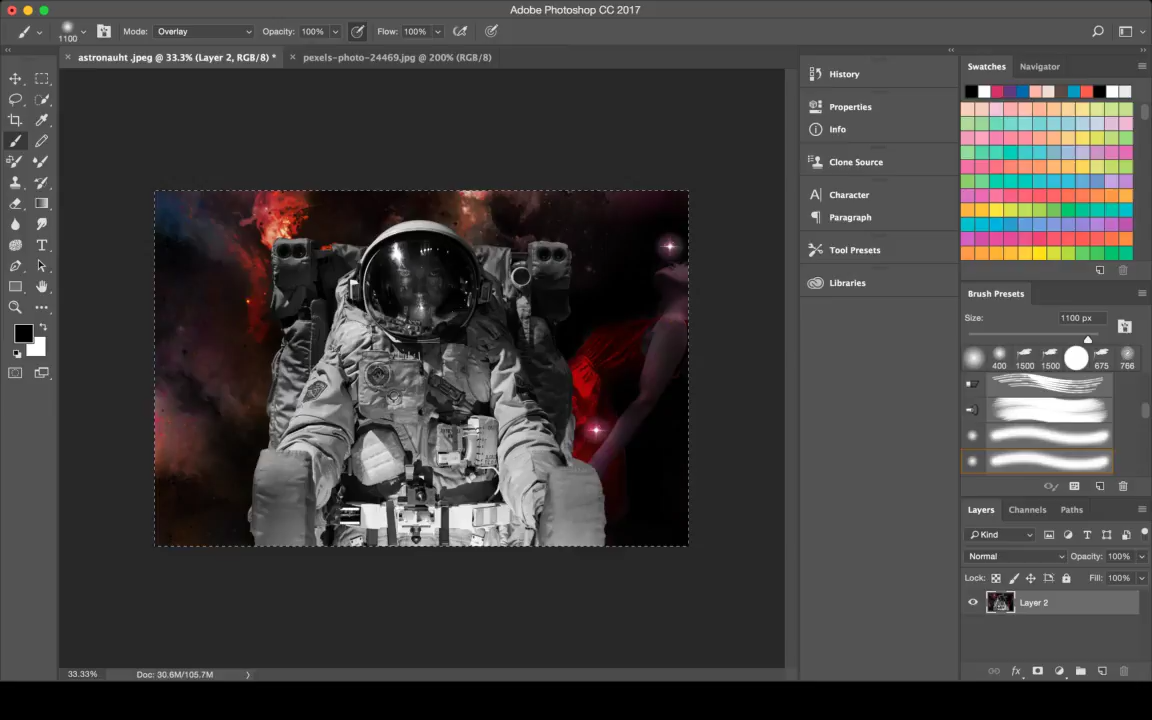 Adobe Photoshop CC 2017
1100 Mode: Overlay Opacity: 100% Flow: 100%
× astronauht .jpeg @ 33.3% (Layer 2, RGB/8) * × pexels-photo-24469.jpg @ 200% (RGB/8)
History
Properties
Info
Clone Source
Character
Paragraph
Tool Presets
Libraries
Swatches Navigator
Brush Presets
Size: 1100 px
400 1500 1500 675 766
Layers Channels Paths
Kind
Normal Opacity: 100%
Lock: Fill: 100%
Layer 2
33.33% Doc: 30.6M/105.7M